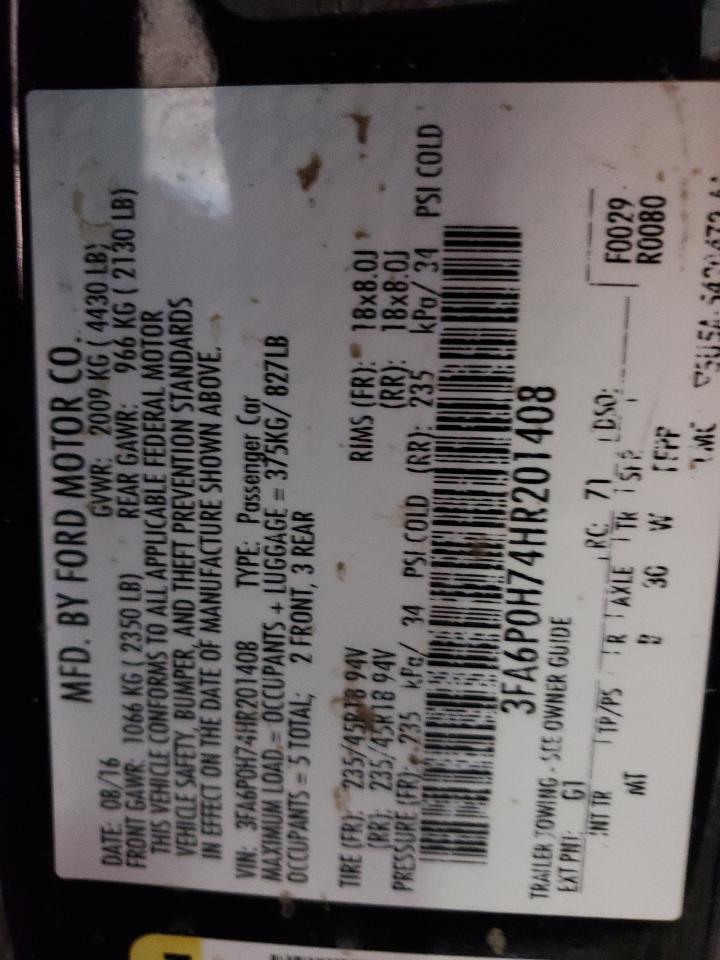 MFD. BY FORD MOTOR CO.
DATE: 08/16 GVWR: 2009 KG ( 4430 LB)
FRONT GAWR: 1066 KG ( 2350 LB) REAR GAWR: 966 KG ( 2130 LB)
THIS VEHICLE CONFORMS TO ALL APPLICABLE FEDERAL MOTOR
VEHICLE SAFETY, BUMPER, AND THEFT PREVENTION STANDARDS
IN EFFECT ON THE DATE OF MANUFACTURE SHOWN ABOVE.
VIN: 3FA6P0H74HR201408 TYPE: Passenger Car
MAXIMUM LOAD = OCCUPANTS + LUGGAGE = 375KG/ 827LB
OCCUPANTS = 5 TOTAL, 2 FRONT, 3 REAR
TIRE (FR): 235/45R18 94V RIMS (FR): 18x8.0J
(RR): 235/45R18 94V (RR): 18x8.0J
PRESSURE (FR): 235 kPa/ 34 PSI COLD (RR): 235 kPa/ 34 PSI COLD
3FA6P0H74HR201408
TRAILER TOWING - SEE OWNER GUIDE
EXT PNT: G1 RC: 71 DSO: F0029
INT TR TP/PS R AXLE TR R0080
MT 30 W